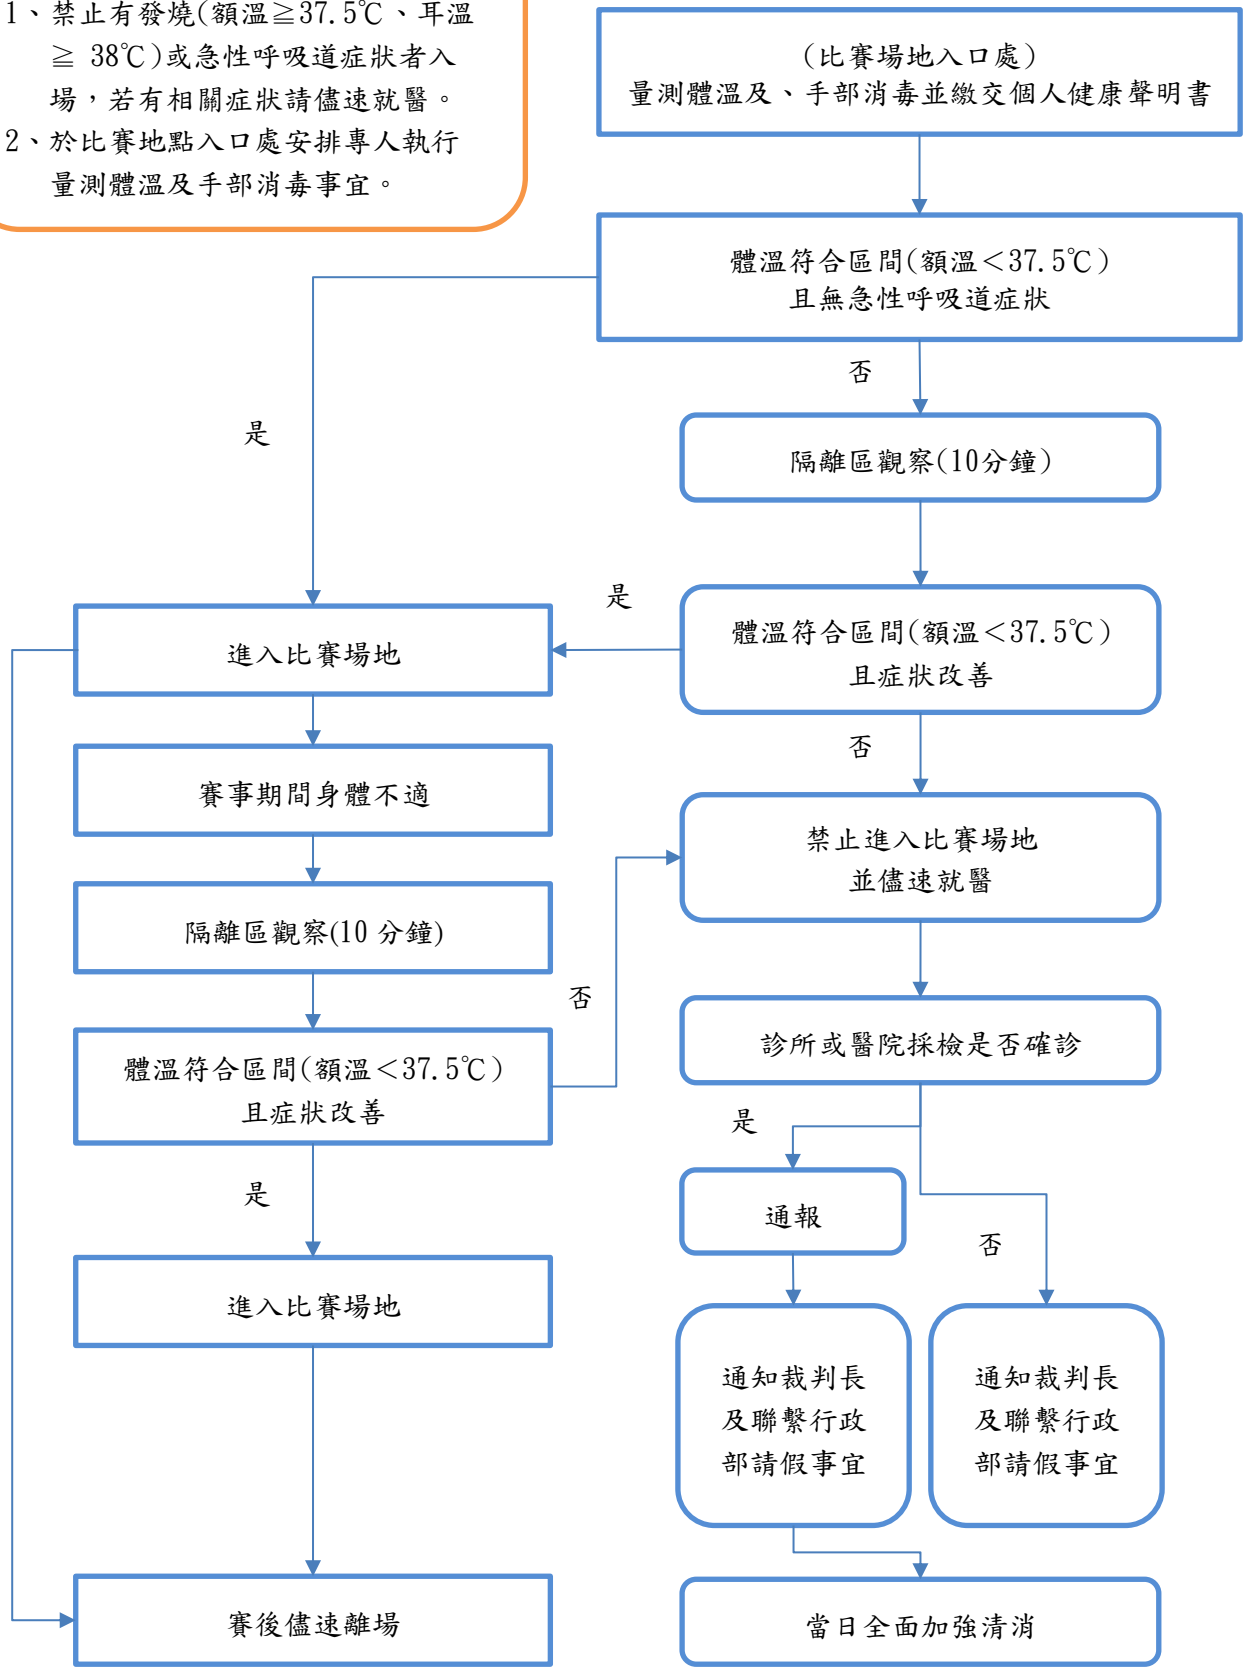 1、禁止有發燒(額溫≧37.5℃、耳溫
≧ 38℃)或急性呼吸道症狀者入
場，若有相關症狀請儘速就醫。
2、於比賽地點入口處安排專人執行
量測體溫及手部消毒事宜。
(比賽場地入口處)
量測體溫及、手部消毒並繳交個人健康聲明書
體溫符合區間(額溫＜37.5℃)
且無急性呼吸道症狀
否
是
隔離區觀察(10分鐘)
體溫符合區間(額溫＜37.5℃)
且症狀改善
是
進入比賽場地
否
賽事期間身體不適
禁止進入比賽場地
並儘速就醫
隔離區觀察(10 分鐘)
否
體溫符合區間(額溫＜37.5℃)
且症狀改善
診所或醫院採檢是否確診
是
是
通報
否
進入比賽場地
通知裁判長
及聯繫行政
部請假事宜
通知裁判長
及聯繫行政
部請假事宜
賽後儘速離場
當日全面加強清消